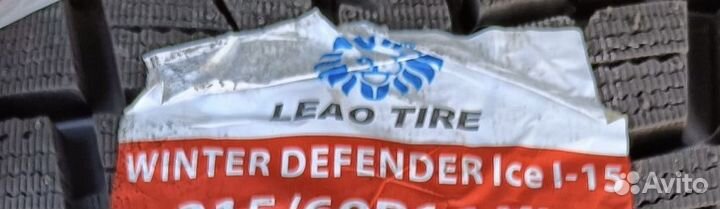 LEAO TIRE
WINTER DEFENDER Ice I-15
Avito